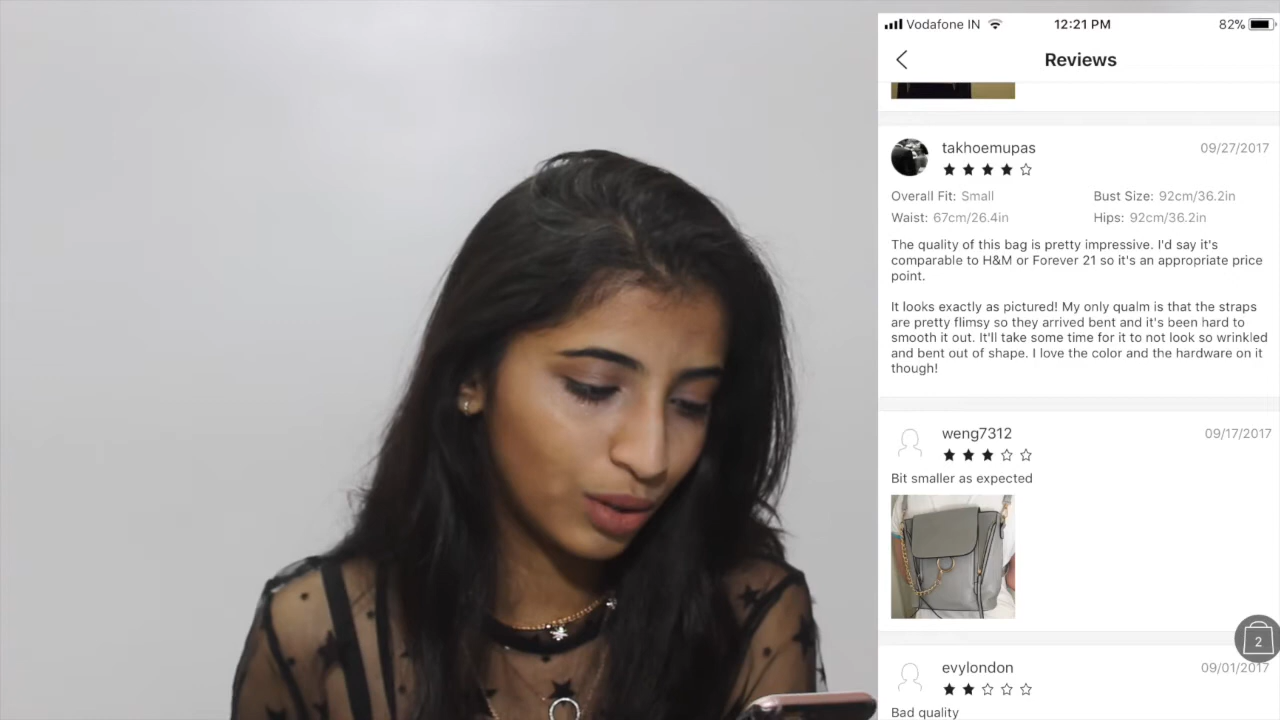 Vodafone IN 12:21 PM 82%
Reviews
takhoemupas 09/27/2017
Overall Fit: Small Bust Size: 92cm/36.2in
Waist: 67cm/26.4in Hips: 92cm/36.2in
The quality of this bag is pretty impressive. I'd say it's
comparable to H&M or Forever 21 so it's an appropriate price
point.
It looks exactly as pictured! My only qualm is that the straps
are pretty flimsy so they arrived bent and it's been hard to
smooth it out. It'll take some time for it to not look so wrinkled
and bent out of shape. I love the color and the hardware on it
though!
weng7312 09/17/2017
Bit smaller as expected
2
evylondon 09/01/2017
Bad quality